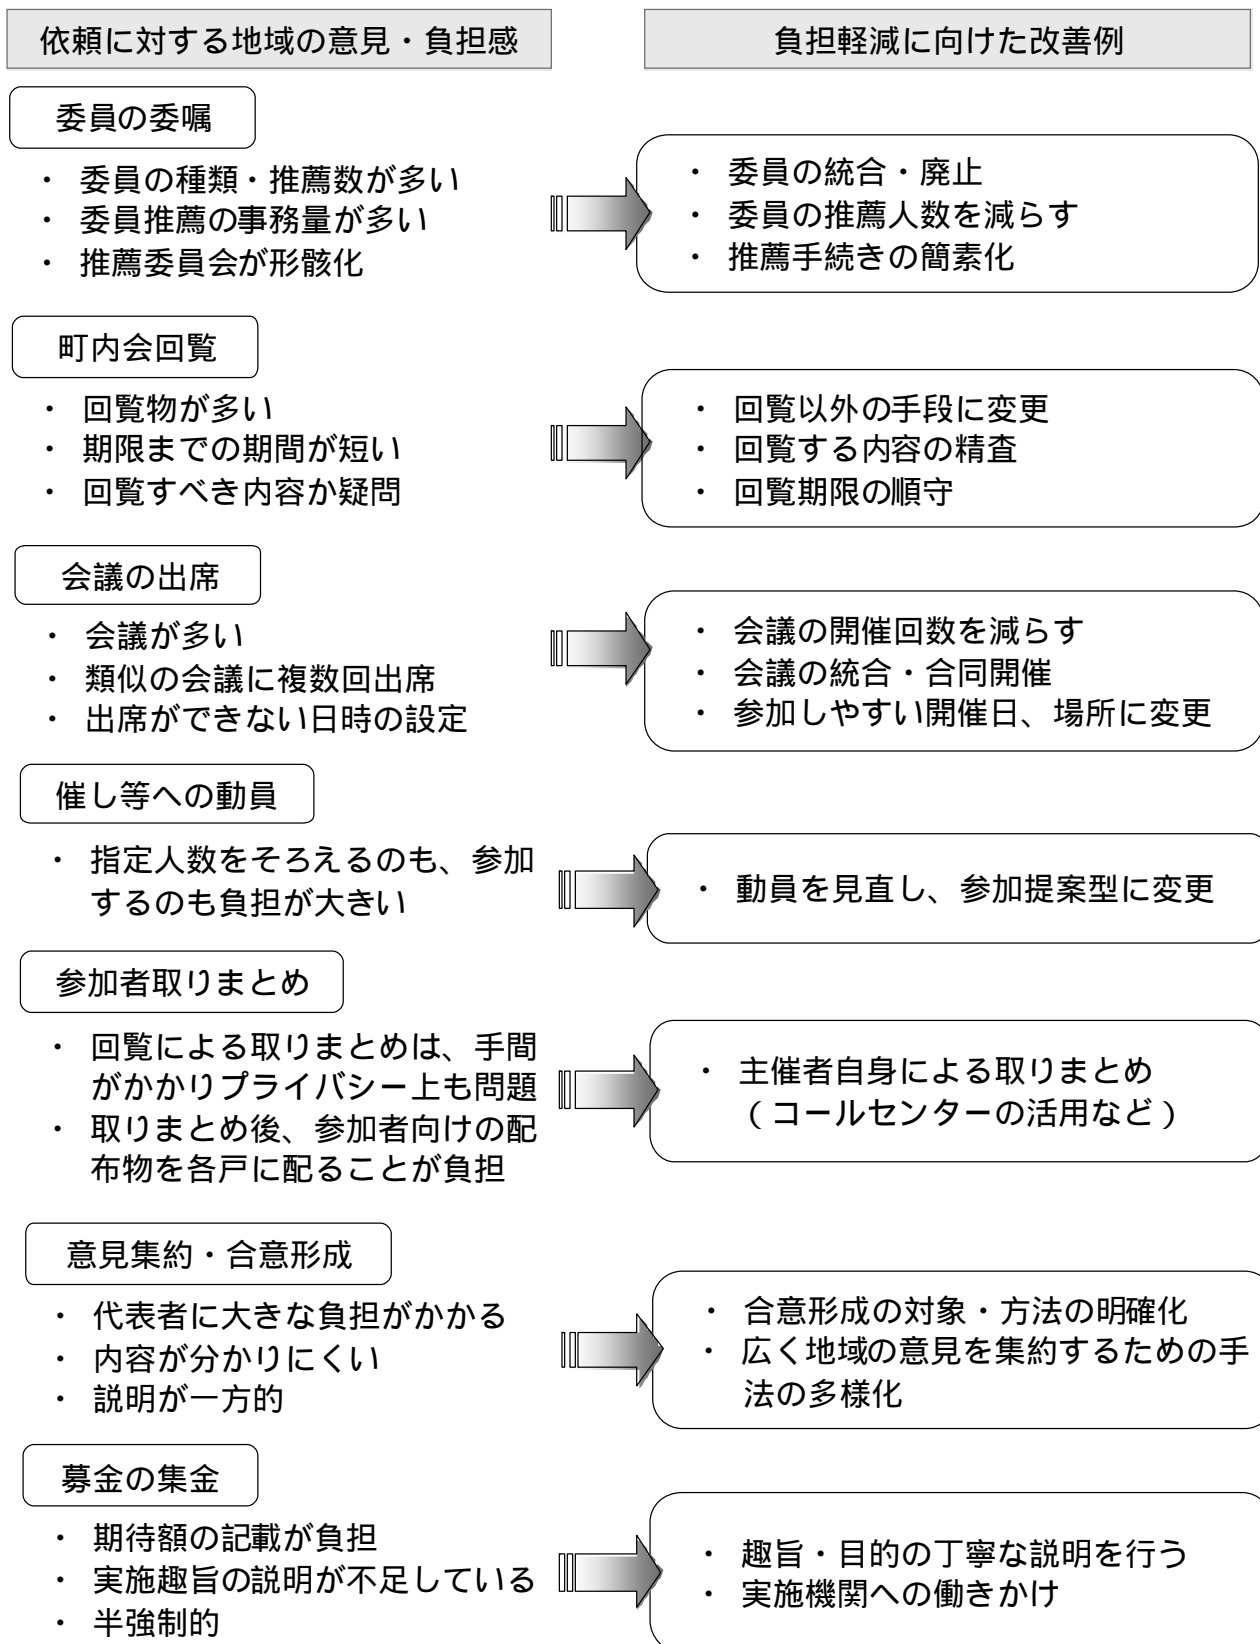 依頼に対する地域の意見・負担感
負担軽減に向けた改善例
委員の委嘱
・ 委員の種類・推薦数が多い
・ 委員推薦の事務量が多い
・ 推薦委員会が形骸化
・ 委員の統合・廃止
・ 委員の推薦人数を減らす
・ 推薦手続きの簡素化
町内会回覧
・ 回覧物が多い
・ 期限までの期間が短い
・ 回覧すべき内容か疑問
・ 回覧以外の手段に変更
・ 回覧する内容の精査
・ 回覧期限の順守
会議の出席
・ 会議が多い
・ 類似の会議に複数回出席
・ 出席ができない日時の設定
・ 会議の開催回数を減らす
・ 会議の統合・合同開催
・ 参加しやすい開催日、場所に変更
催し等への動員
・ 指定人数をそろえるのも、参加
するのも負担が大きい
・ 動員を見直し、参加提案型に変更
参加者取りまとめ
・ 回覧による取りまとめは、手間
がかかりプライバシー上も問題
・ 取りまとめ後、参加者向けの配
布物を各戸に配ることが負担
・ 主催者自身による取りまとめ
（コールセンターの活用など）
意見集約・合意形成
・ 代表者に大きな負担がかかる
・ 内容が分かりにくい
・ 説明が一方的
・ 合意形成の対象・方法の明確化
・ 広く地域の意見を集約するための手
法の多様化
募金の集金
・ 期待額の記載が負担
・ 実施趣旨の説明が不足している
・ 半強制的
・ 趣旨・目的の丁寧な説明を行う
・ 実施機関への働きかけ